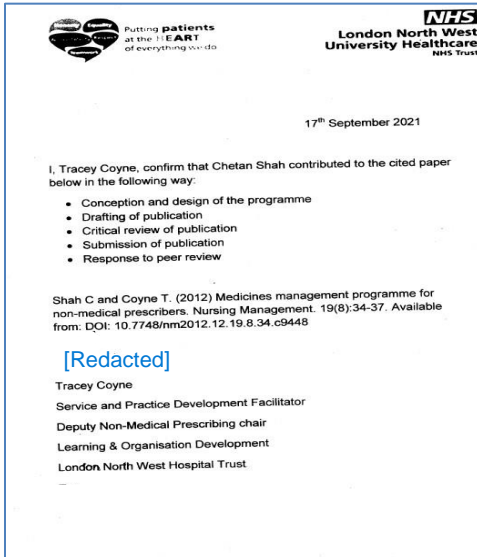 Equality
Putting patients
at the HEART
of everything we do
NHS
London North West
University Healthcare
NHS Trust
17th September 2021
I, Tracey Coyne, confirm that Chetan Shah contributed to the cited paper
below in the following way:
• Conception and design of the programme
• Drafting of publication
• Critical review of publication
• Submission of publication
• Response to peer review
Shah C and Coyne T. (2012) Medicines management programme for
non-medical prescribers. Nursing Management. 19(8):34-37. Available
from: DOI: 10.7748/nm2012.12.19.8.34.c9448
[Redacted]
Tracey Coyne
Service and Practice Development Facilitator
Deputy Non-Medical Prescribing chair
Learning & Organisation Development
London North West Hospital Trust